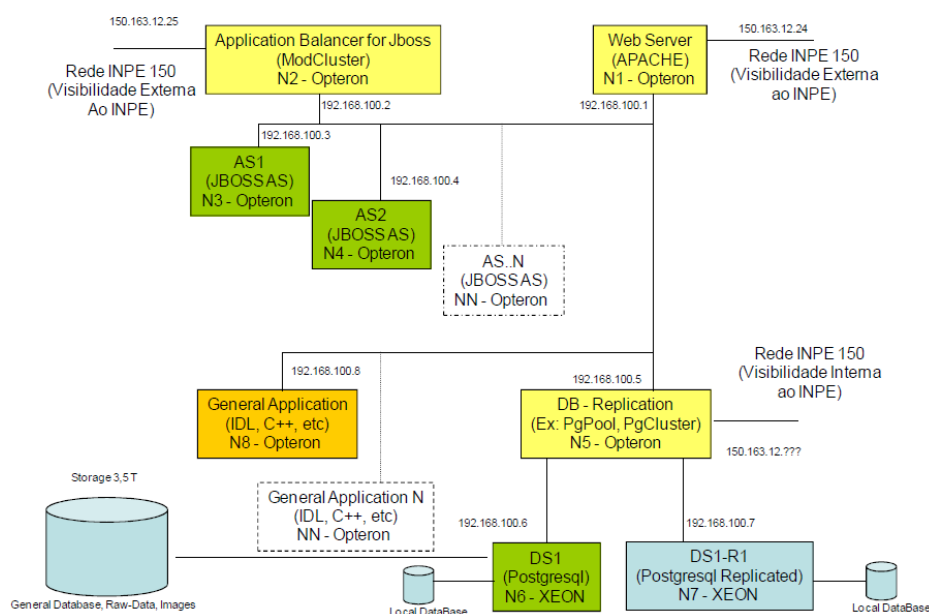 150.163.12.25
Application Balancer for Jboss
(ModCluster)
N2 - Opteron
Rede INPE 150
(Visibilidade Externa
Ao INPE)
192.168.100.2
Web Server
(APACHE)
N1 - Opteron
150.163.12.24
Rede INPE 150
(Visibilidade Externa
ao INPE)
192.168.100.1
192.168.100.3
AS1
(JBOSS AS)
N3 - Opteron
192.168.100.4
AS2
(JBOSS AS)
N4 - Opteron
AS..N
(JBOSS AS)
NN - Opteron
192.168.100.8
General Application
(IDL, C++, etc)
N8 - Opteron
192.168.100.5
DB - Replication
(Ex: PgPool, PgCluster)
N5 - Opteron
Rede INPE 150
(Visibilidade Interna
ao INPE)
150.163.12.???
General Application N
(IDL, C++, etc)
NN - Opteron
Storage 3,5 T
General Database, Raw-Data, Images
192.168.100.6
DS1
(Postgresql)
N6 - XEON
Local DataBase
192.168.100.7
DS1-R1
(Postgresql Replicated)
N7 - XEON
Local DataBase